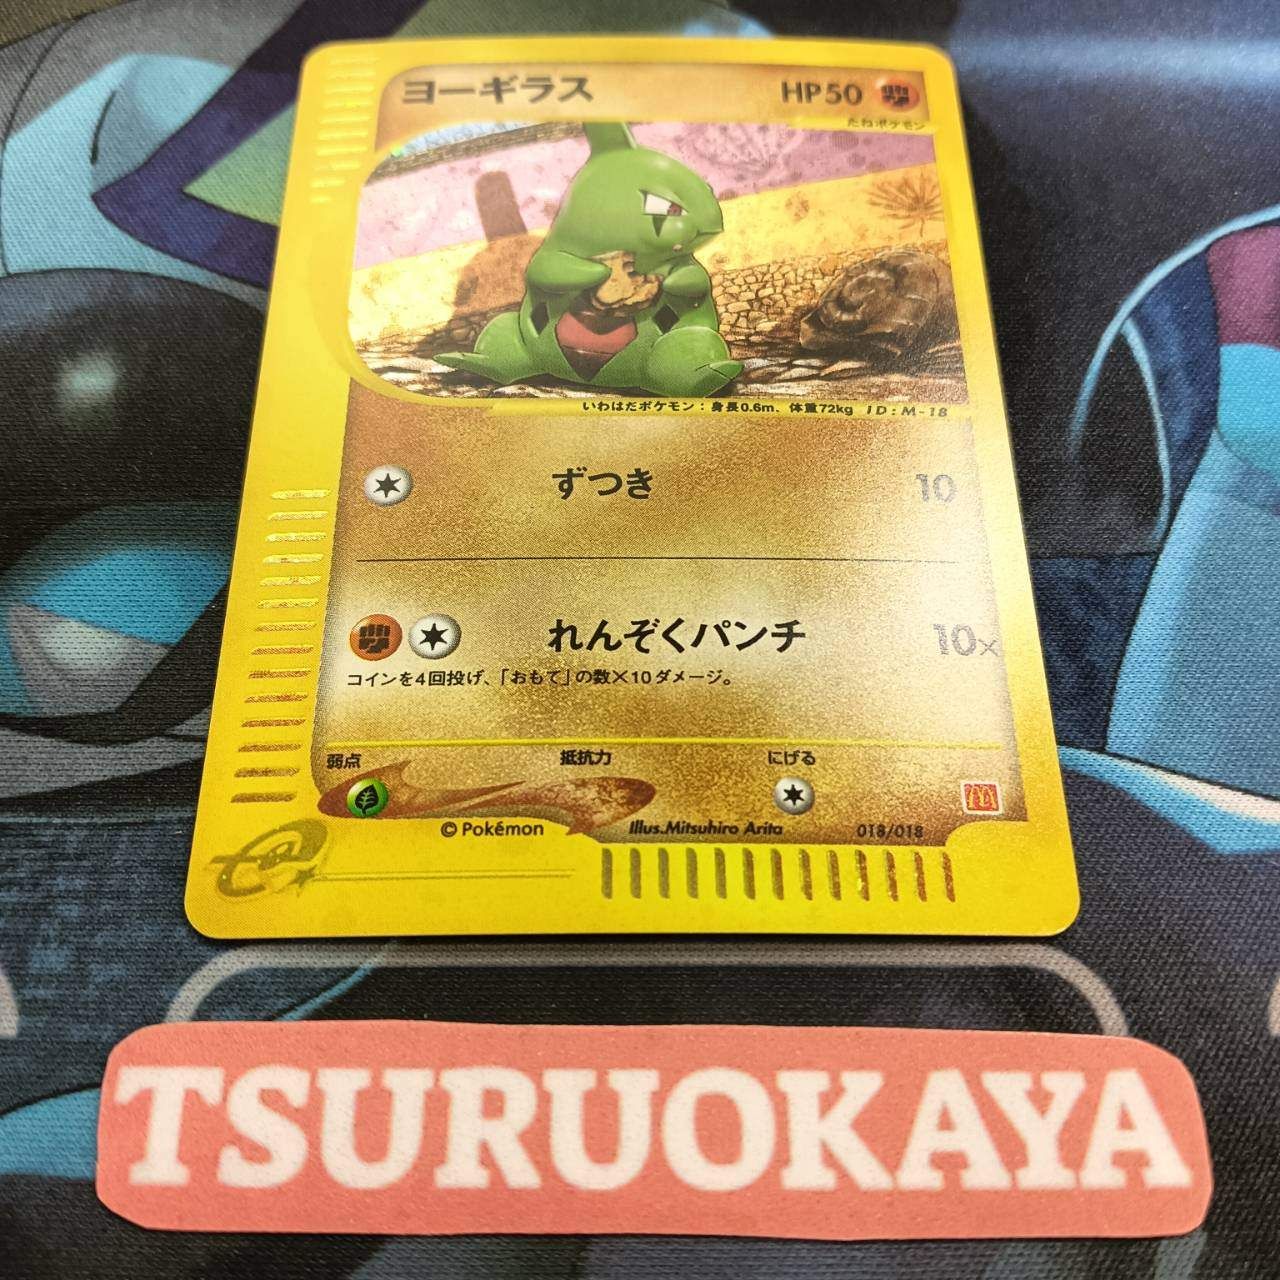 ヨーギラス HP50
たねポケモン
いわはだポケモン：身長0.6m、体重72kg ID:M-18
ずつき 10
れんぞくパンチ 10×
コインを4回投げ、「おもて」の数×10ダメージ。
弱点 抵抗力 にげる
© Pokémon Illus.Mitsuhiro Arita 018/018
TSURUOKAYA